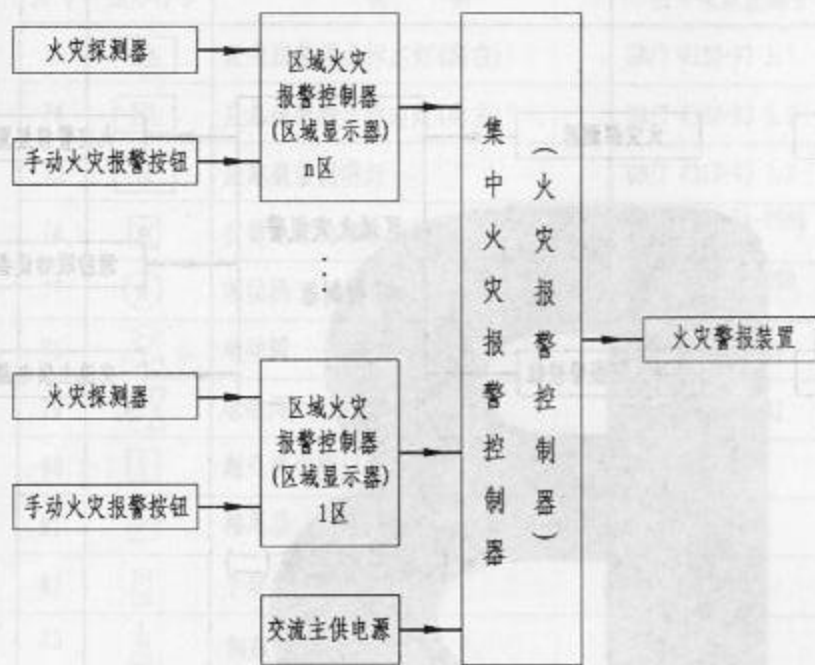 火灾探测器
手动火灾报警按钮
区域火灾
报警控制器
(区域显示器)
n区
火灾探测器
手动火灾报警按钮
区域火灾
报警控制器
(区域显示器)
1区
交流主供电源
集中火灾报警控制器
(火灾报警控制器)
火灾警报装置